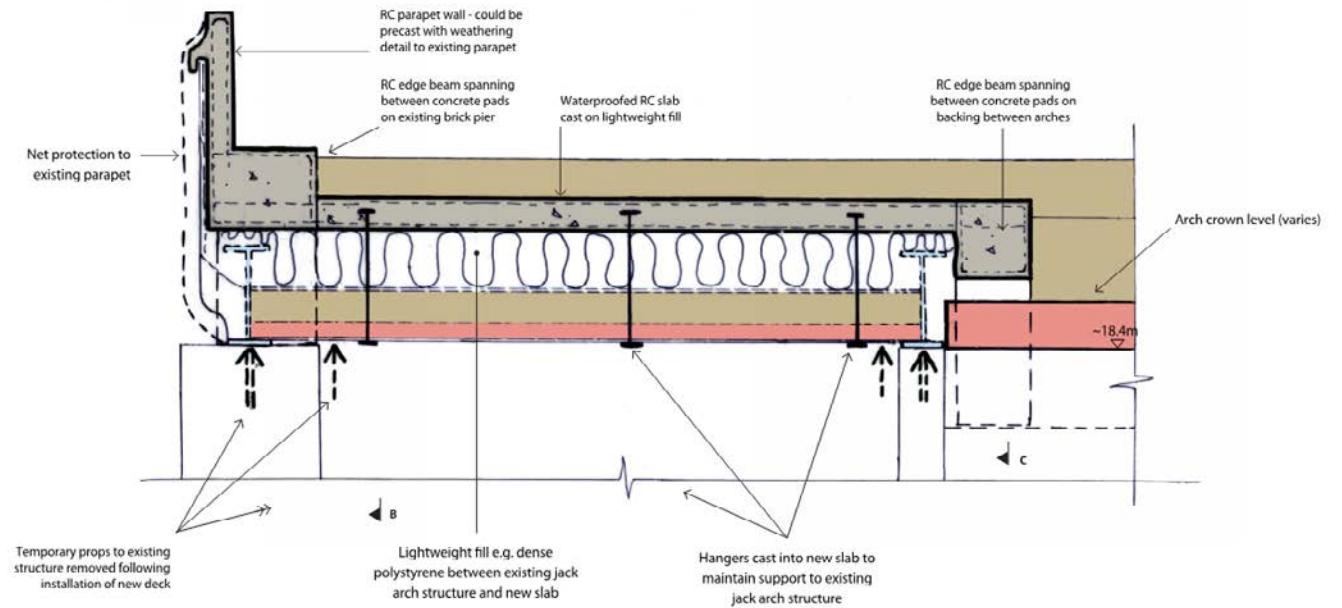 RC parapet wall - could be
precast with weathering
detail to existing parapet
RC edge beam spanning
between concrete pads
on existing brick pier
Waterproofed RC slab
cast on lightweight fill
RC edge beam spanning
between concrete pads on
backing between arches
Net protection to
existing parapet
Arch crown level (varies)
~18.4m
C
B
Temporary props to existing
structure removed following
installation of new deck
Lightweight fill e.g. dense
polystyrene between existing jack
arch structure and new slab
Hangers cast into new slab to
maintain support to existing
jack arch structure